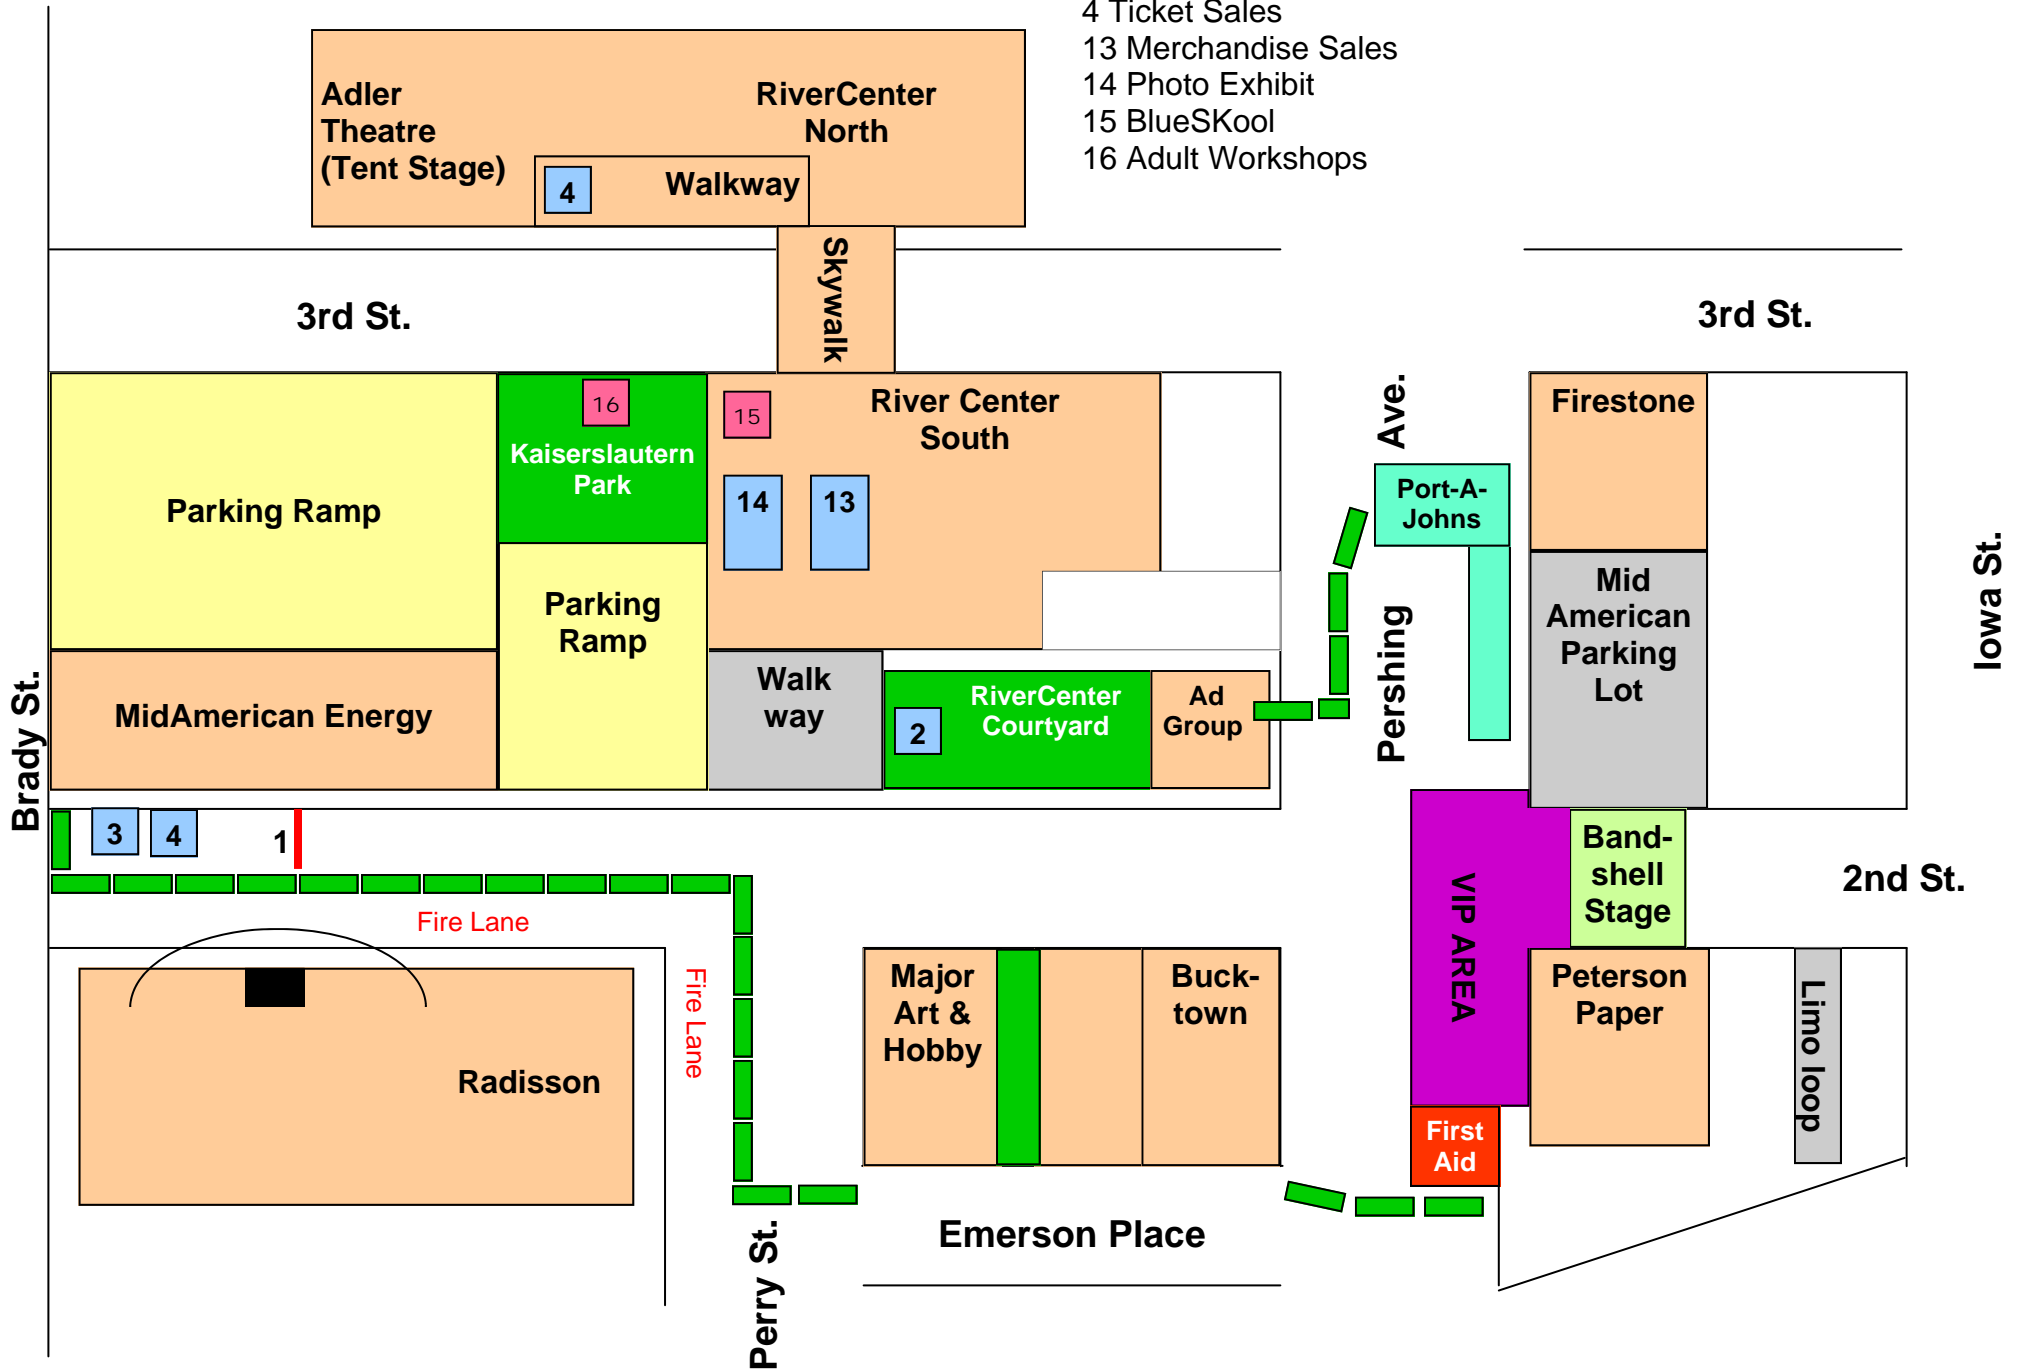 4 Ticket Sales
13 Merchandise Sales
14 Photo Exhibit
15 BlueSKool
16 Adult Workshops
Adler
Theatre
(Tent Stage)
RiverCenter
North
4
Walkway
Skywalk
3rd St.
3rd St.
Parking Ramp
16
Kaiserslautern
Park
15
River Center
South
14
13
Parking
Ramp
MidAmerican Energy
Walk
way
2
RiverCenter
Courtyard
Ad
Group
Pershing Ave.
Port-A-
Johns
Firestone
Mid
American
Parking
Lot
Iowa St.
Brady St.
3
4
1
Fire Lane
Fire Lane
Radisson
Perry St.
Major
Art &
Hobby
Buck-
town
Emerson Place
VIP AREA
Band-
shell
Stage
2nd St.
Peterson
Paper
Limo loop
First
Aid